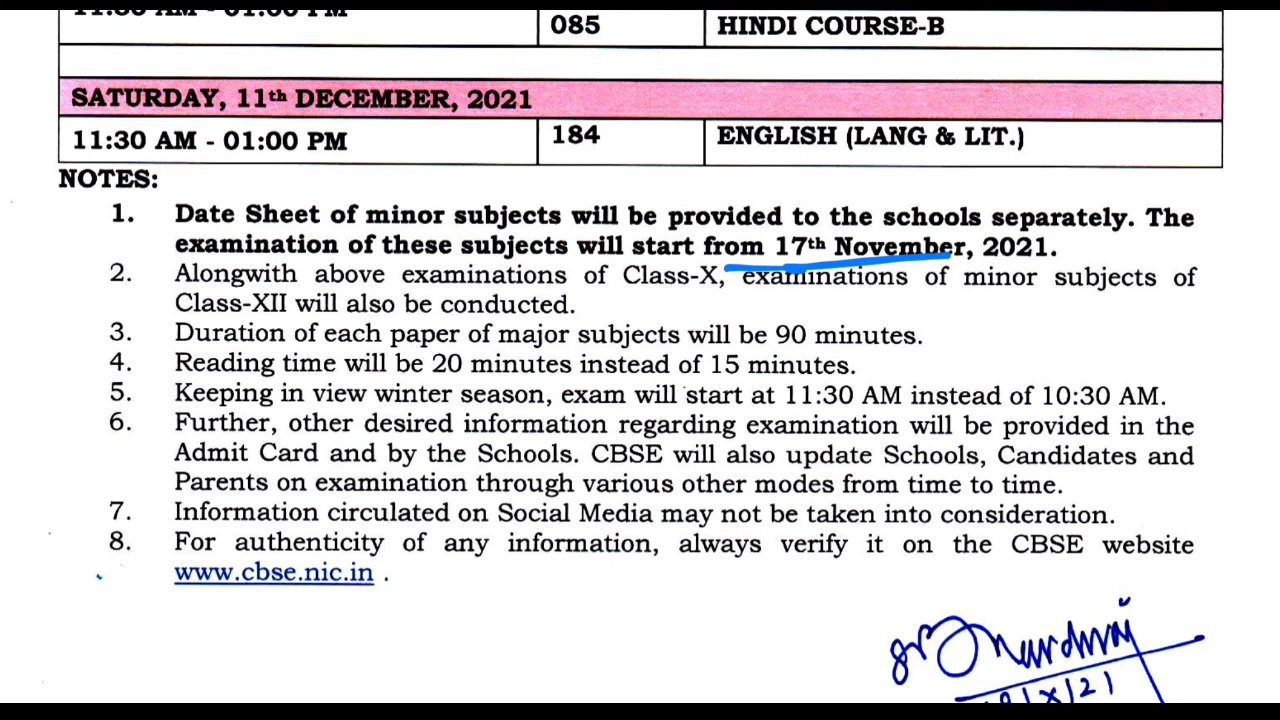 085 HINDI COURSE-B
SATURDAY, 11th DECEMBER, 2021
11:30 AM - 01:00 PM 184 ENGLISH (LANG & LIT.)
NOTES:
1. Date Sheet of minor subjects will be provided to the schools separately. The
examination of these subjects will start from 17th November, 2021.
2. Alongwith above examinations of Class-X, examinations of minor subjects of
Class-XII will also be conducted.
3. Duration of each paper of major subjects will be 90 minutes.
4. Reading time will be 20 minutes instead of 15 minutes.
5. Keeping in view winter season, exam will start at 11:30 AM instead of 10:30 AM.
6. Further, other desired information regarding examination will be provided in the
Admit Card and by the Schools. CBSE will also update Schools, Candidates and
Parents on examination through various other modes from time to time.
7. Information circulated on Social Media may not be taken into consideration.
8. For authenticity of any information, always verify it on the CBSE website
www.cbse.nic.in .